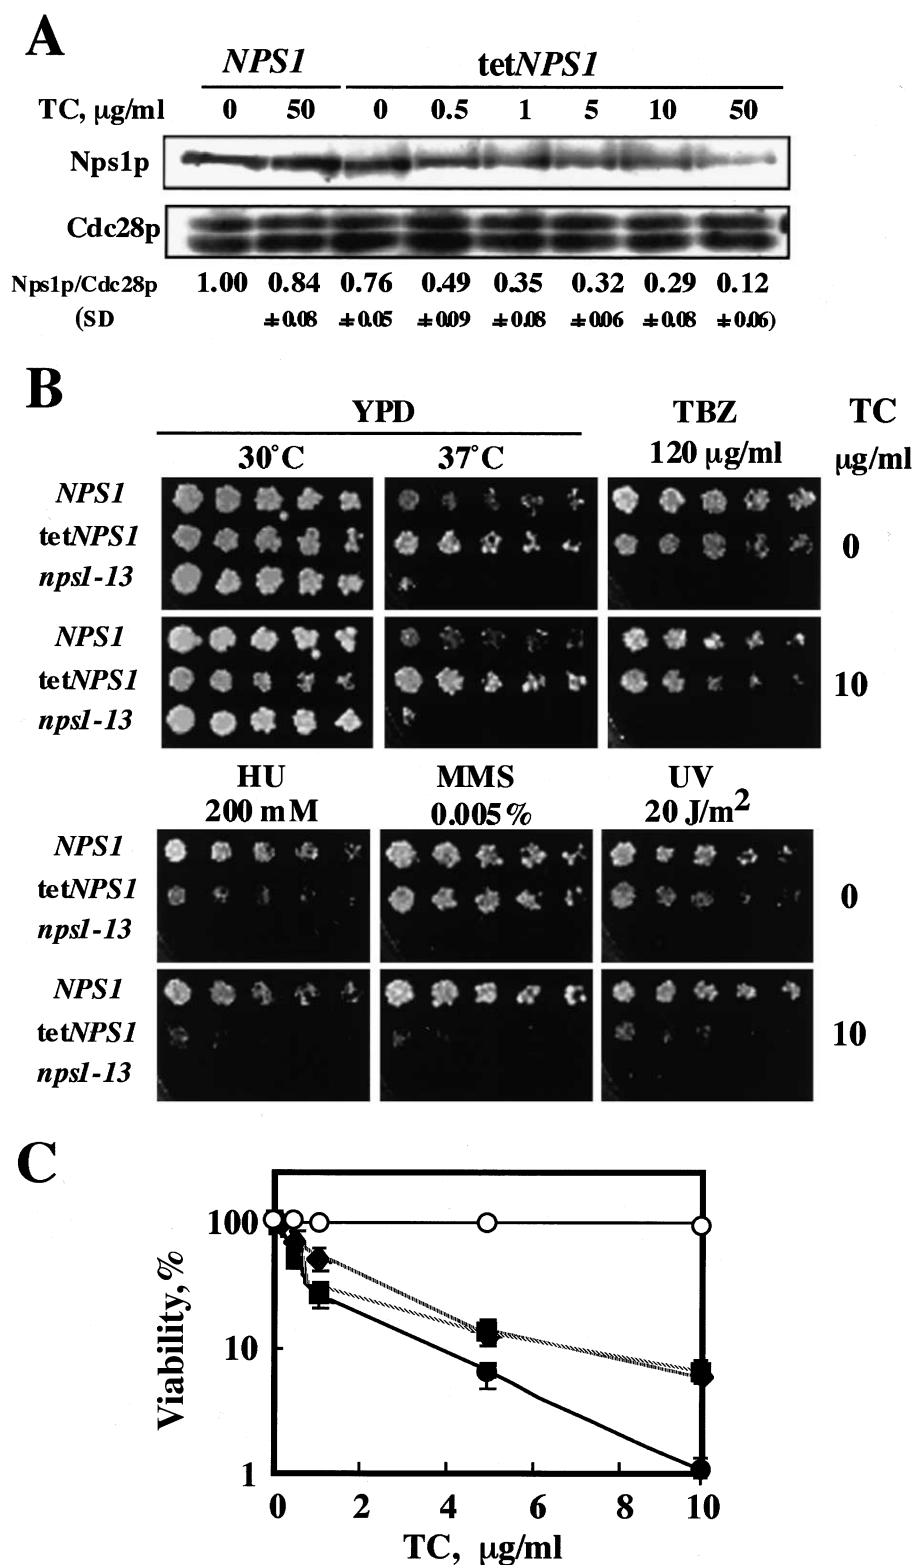 A
NPS1 tetNPS1
TC, µg/ml 0 50 0 0.5 1 5 10 50
Nps1p
Cdc28p
Nps1p/Cdc28p 1.00 0.84 0.76 0.49 0.35 0.32 0.29 0.12
(SD ±0.08 ±0.05 ±0.09 ±0.08 ±0.06 ±0.08 ±0.06)
B
YPD TBZ TC
30°C 37°C 120 µg/ml µg/ml
NPS1
tetNPS1 0
nps1-13
NPS1
tetNPS1 10
nps1-13
HU MMS UV
200 mM 0.005% 20 J/m2
NPS1
tetNPS1 0
nps1-13
NPS1
tetNPS1 10
nps1-13
C
100
10
1
Viability, %
0 2 4 6 8 10
TC, µg/ml